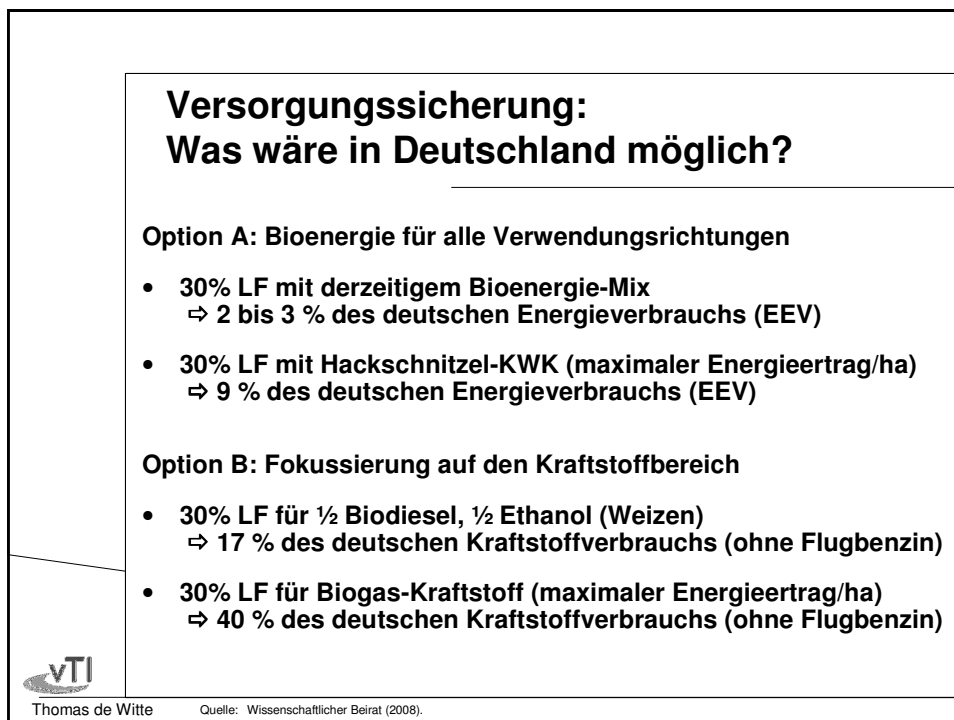 Versorgungssicherung:
Was wäre in Deutschland möglich?
Option A: Bioenergie für alle Verwendungsrichtungen
• 30% LF mit derzeitigem Bioenergie-Mix
⇨ 2 bis 3 % des deutschen Energieverbrauchs (EEV)
• 30% LF mit Hackschnitzel-KWK (maximaler Energieertrag/ha)
⇨ 9 % des deutschen Energieverbrauchs (EEV)
Option B: Fokussierung auf den Kraftstoffbereich
• 30% LF für ½ Biodiesel, ½ Ethanol (Weizen)
⇨ 17 % des deutschen Kraftstoffverbrauchs (ohne Flugbenzin)
• 30% LF für Biogas-Kraftstoff (maximaler Energieertrag/ha)
⇨ 40 % des deutschen Kraftstoffverbrauchs (ohne Flugbenzin)
vTI
Thomas de Witte Quelle: Wissenschaftlicher Beirat (2008).